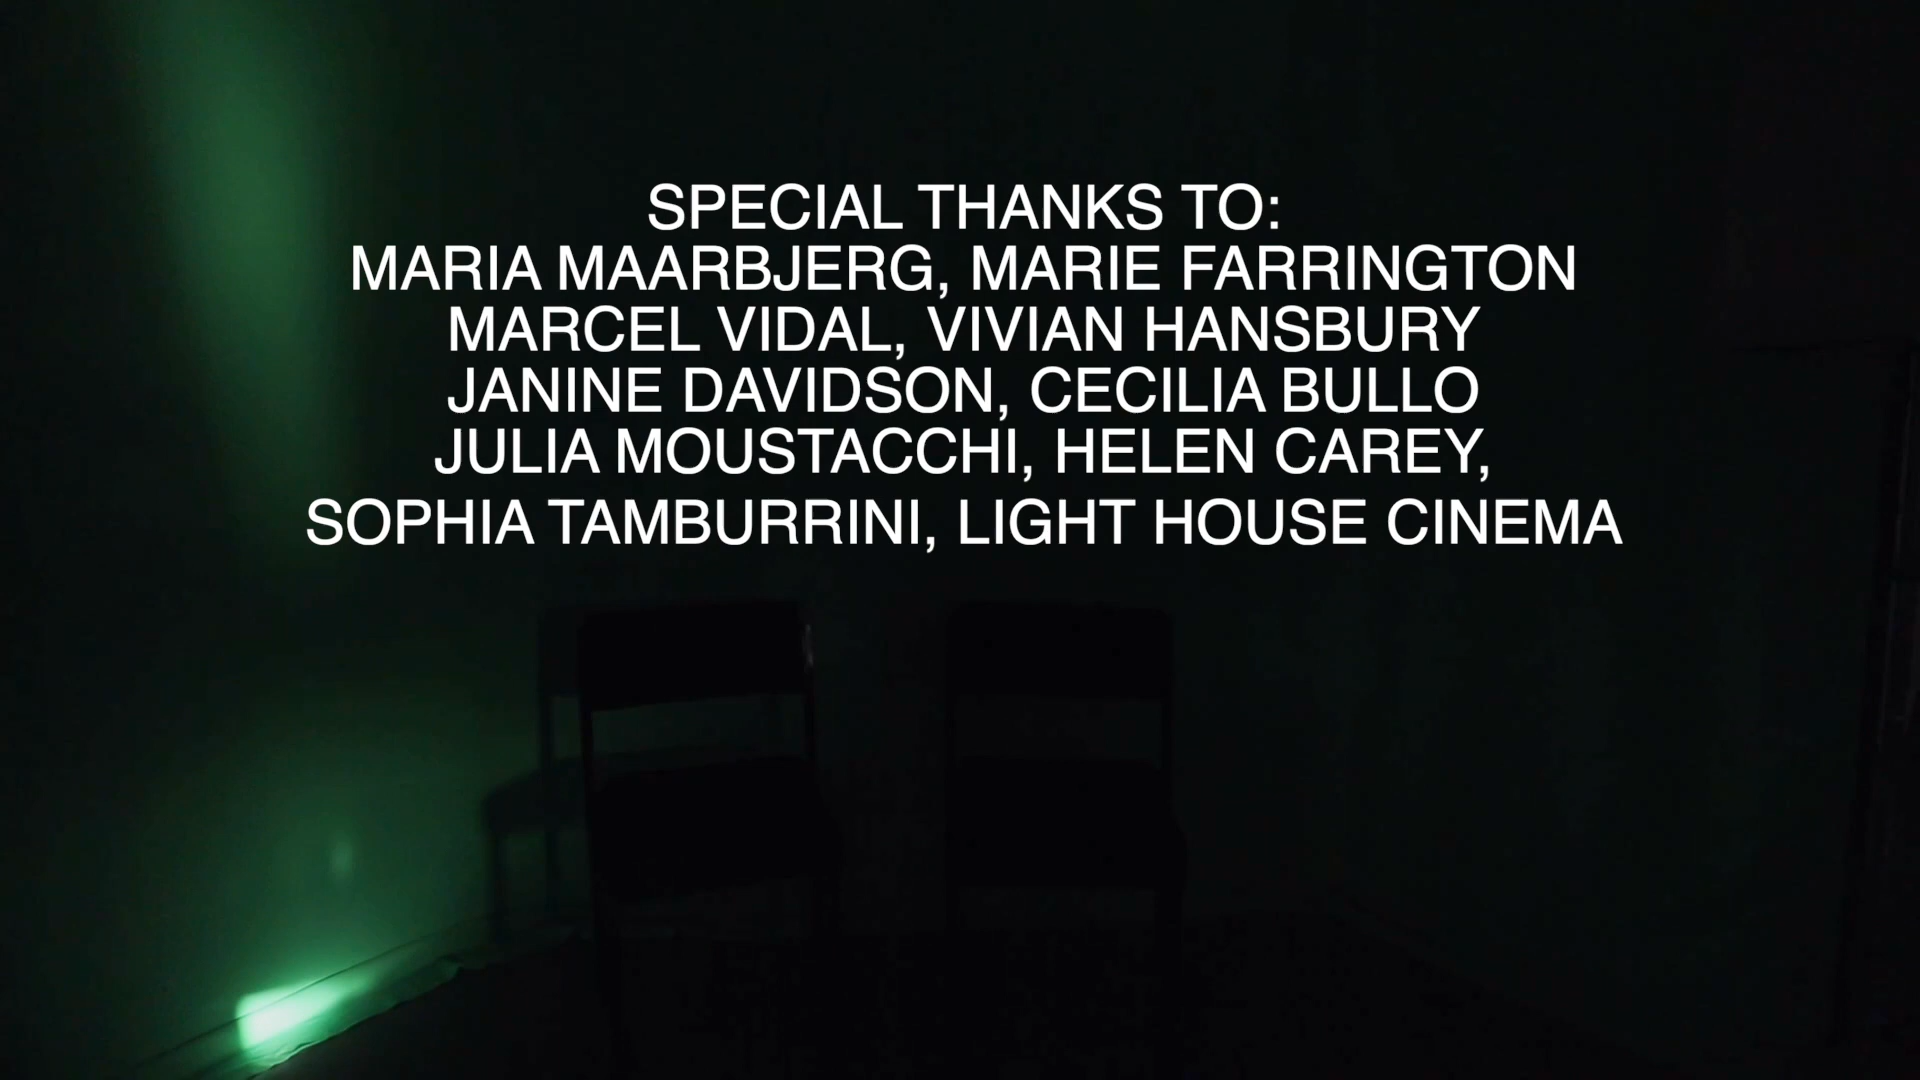 SPECIAL THANKS TO:
MARIA MAARBJERG, MARIE FARRINGTON
MARCEL VIDAL, VIVIAN HANSBURY
JANINE DAVIDSON, CECILIA BULLO
JULIA MOUSTACCHI, HELEN CAREY,
SOPHIA TAMBURRINI, LIGHT HOUSE CINEMA